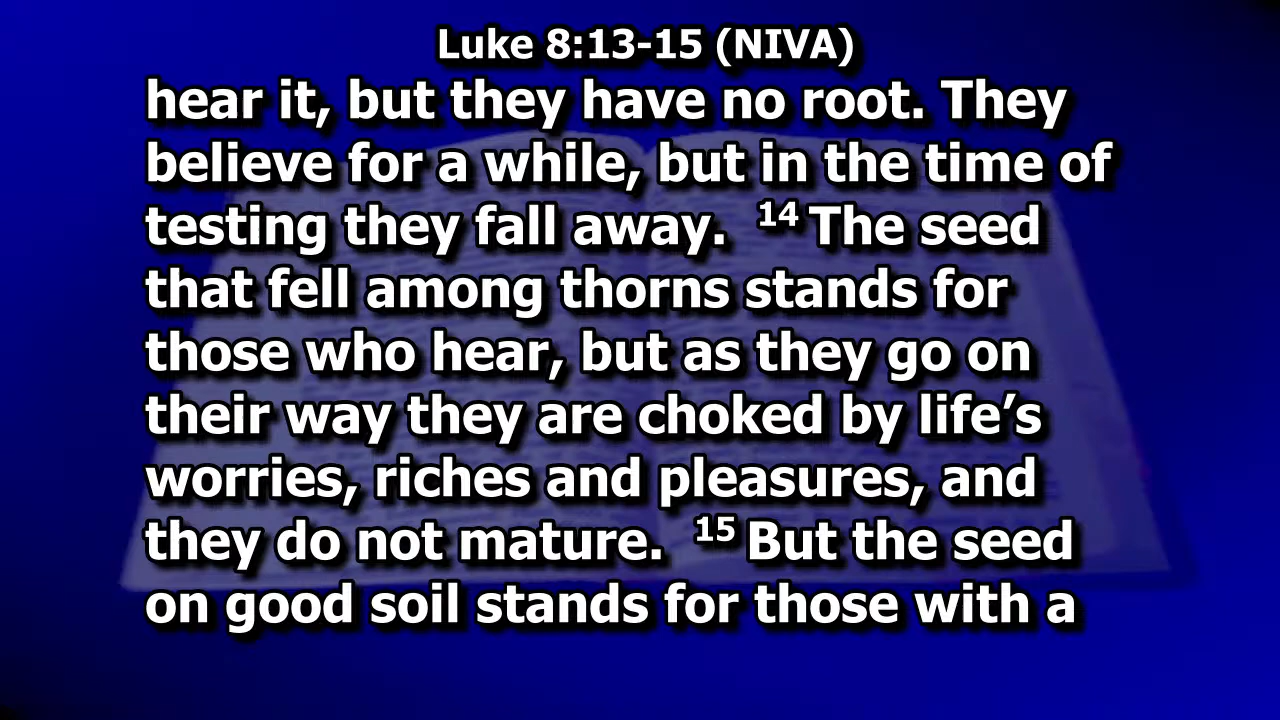 Luke 8:13-15 (NIVA)
hear it, but they have no root. They
believe for a while, but in the time of
testing they fall away. 14 The seed
that fell among thorns stands for
those who hear, but as they go on
their way they are choked by life’s
worries, riches and pleasures, and
they do not mature. 15 But the seed
on good soil stands for those with a